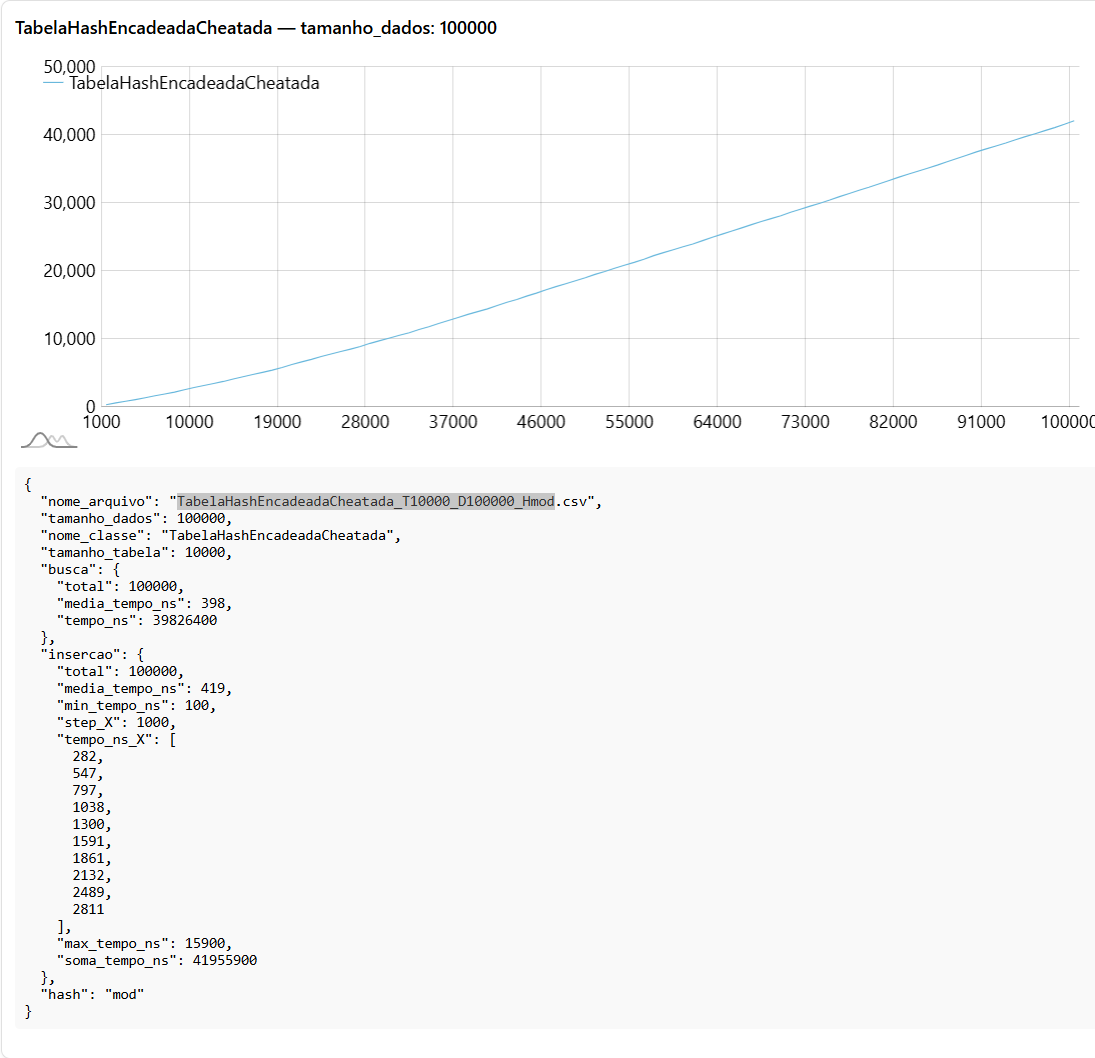 TabelaHashEncadeadaCheatada — tamanho_dados: 100000
50,000
TabelaHashEncadeadaCheatada
40,000
30,000
20,000
10,000
0
1000 10000 19000 28000 37000 46000 55000 64000 73000 82000 91000 100000
{
  "nome_arquivo": "TabelaHashEncadeadaCheatada_T10000_D100000_Hmod.csv",
  "tamanho_dados": 100000,
  "nome_classe": "TabelaHashEncadeadaCheatada",
  "tamanho_tabela": 10000,
  "busca": {
    "total": 100000,
    "media_tempo_ns": 398,
    "tempo_ns": 39826400
  },
  "insercao": {
    "total": 100000,
    "media_tempo_ns": 419,
    "min_tempo_ns": 100,
    "step_X": 1000,
    "tempo_ns_X": [
      282,
      547,
      797,
      1038,
      1300,
      1591,
      1861,
      2132,
      2489,
      2811
    ],
    "max_tempo_ns": 15900,
    "soma_tempo_ns": 41955900
  },
  "hash": "mod"
}